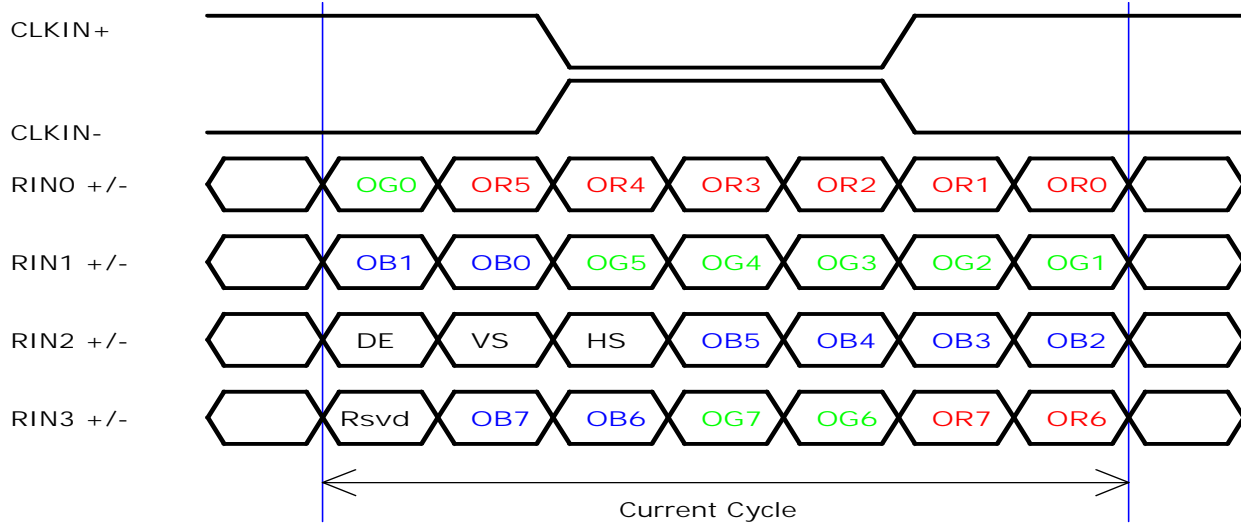 CLKIN+
CLKIN-
RIN0 +/- OG0 OR5 OR4 OR3 OR2 OR1 OR0
RIN1 +/- OB1 OB0 OG5 OG4 OG3 OG2 OG1
RIN2 +/- DE VS HS OB5 OB4 OB3 OB2
RIN3 +/- Rsvd OB7 OB6 OG7 OG6 OR7 OR6
Current Cycle